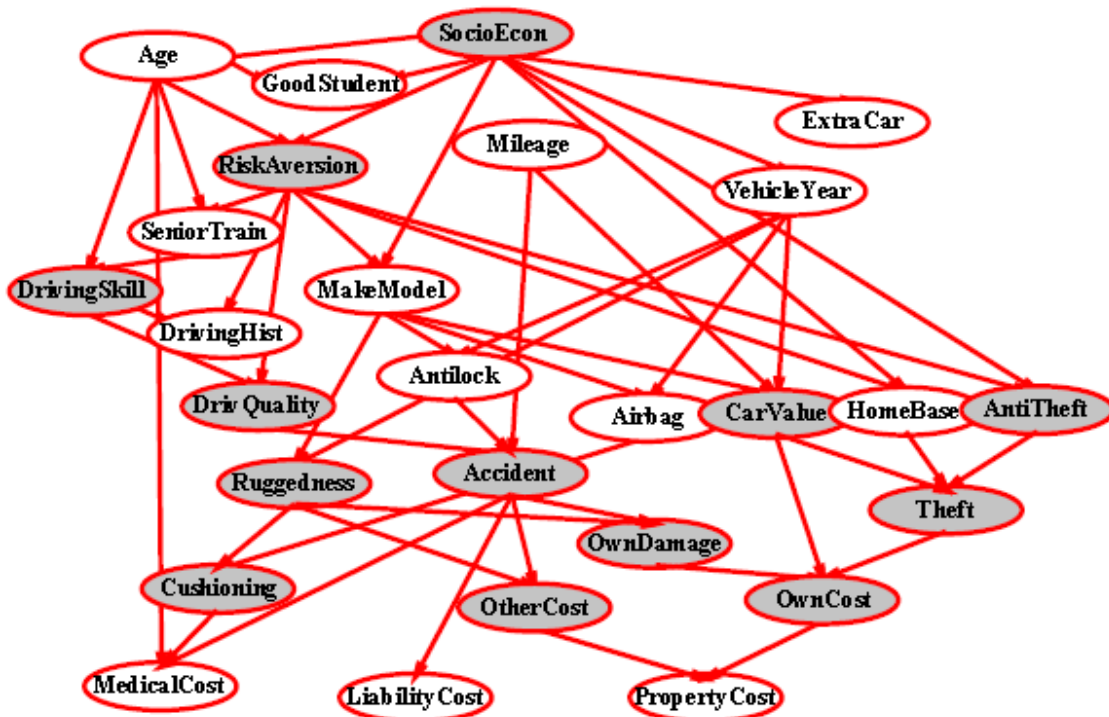 SocioEcon
Age
GoodStudent
ExtraCar
Mileage
RiskAversion
VehicleYear
SeniorTrain
DrivingSkill
MakeModel
DrivingHist
Antilock
DrivQuality
Airbag
CarValue
HomeBase
AntiTheft
Ruggedness
Accident
Theft
OwnDamage
Cushioning
OtherCost
OwnCost
MedicalCost
LiabilityCost
PropertyCost